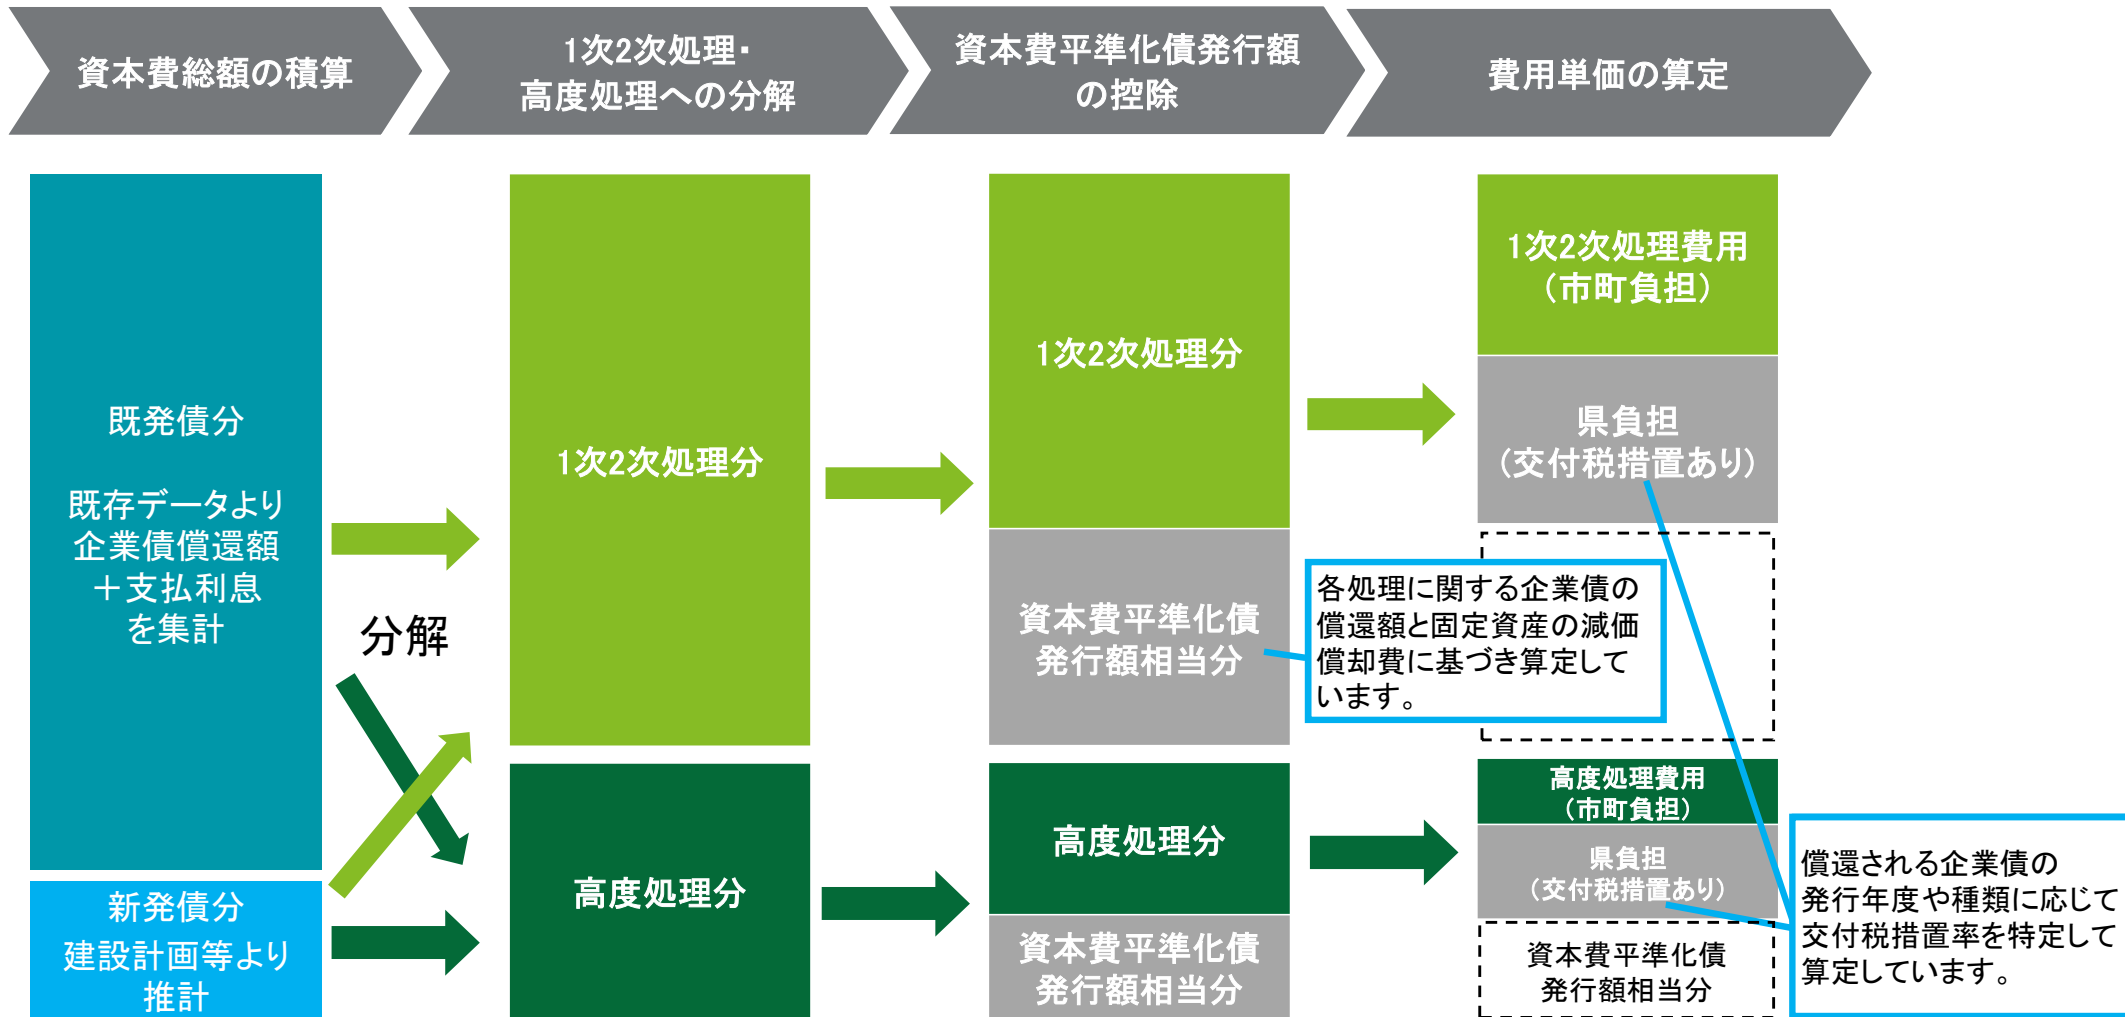 資本費総額の積算
1次2次処理・
高度処理への分解
資本費平準化債発行額
の控除
費用単価の算定
既発債分
既存データより
企業債償還額
＋支払利息
を集計
新発債分
建設計画等より
推計
分解
1次2次処理分
高度処理分
1次2次処理分
資本費平準化債
発行額相当分
高度処理分
資本費平準化債
発行額相当分
1次2次処理費用
（市町負担）
県負担
（交付税措置あり）
各処理に関する企業債の
償還額と固定資産の減価
償却費に基づき算定して
います。
高度処理費用
（市町負担）
県負担
（交付税措置あり）
資本費平準化債
発行額相当分
償還される企業債の
発行年度や種類に応じて
交付税措置率を特定して
算定しています。